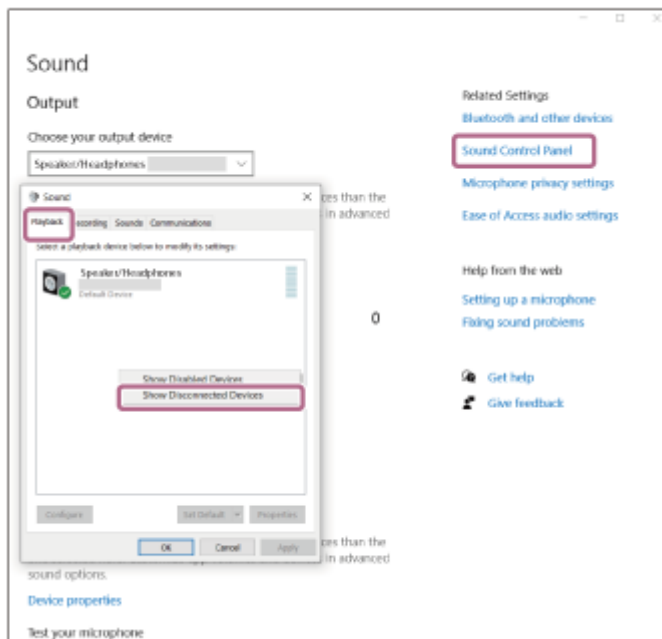 Sound
Output
Choose your output device
Speaker/Headphones
Sound
Playback
Recording Sounds Communications
Select a playback device below to modify its settings:
Speaker/Headphones
Default Device
Show Disabled Devices
Show Disconnected Devices
Configure
Set Default
Properties
OK
Cancel
Apply
ces than the
in advanced
0
ces than the
in advanced
sound options.
Device properties
Test your microphone
Related Settings
Bluetooth and other devices
Sound Control Panel
Microphone privacy settings
Ease of Access audio settings
Help from the web
Setting up a microphone
Fixing sound problems
Get help
Give feedback